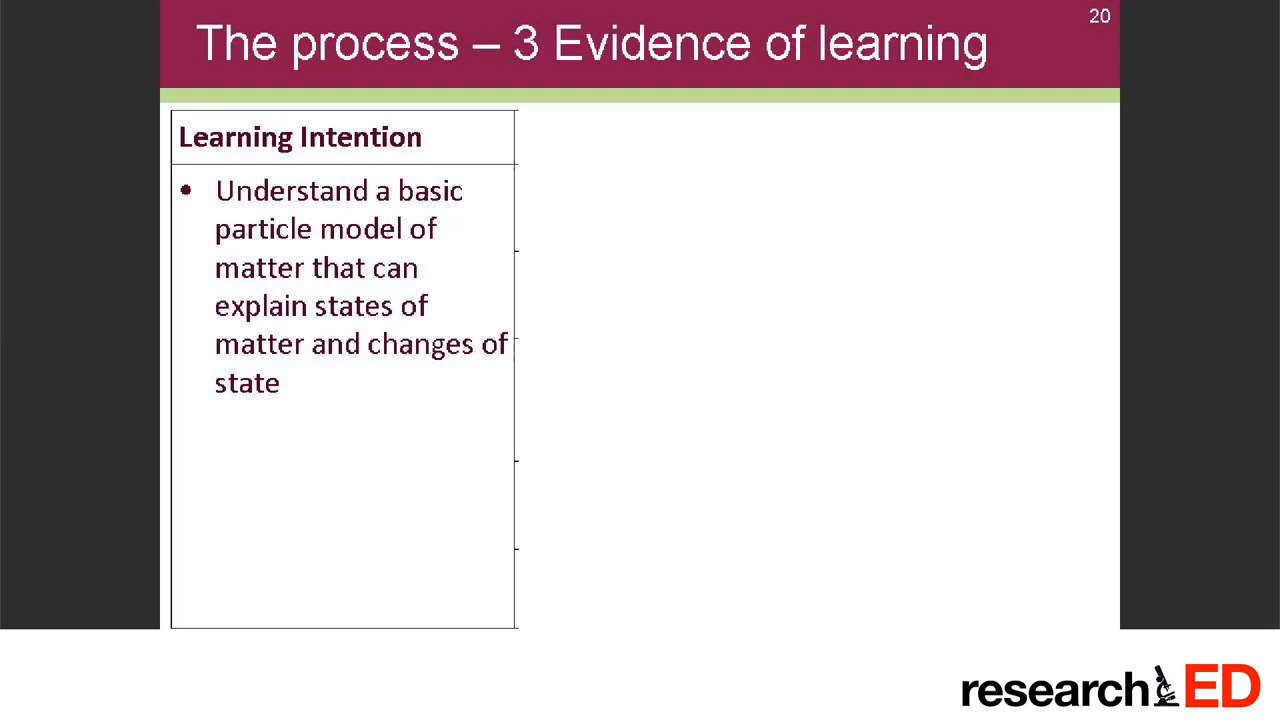 20
The process – 3 Evidence of learning
Learning Intention
• Understand a basic
particle model of
matter that can
explain states of
matter and changes of
state
researchED